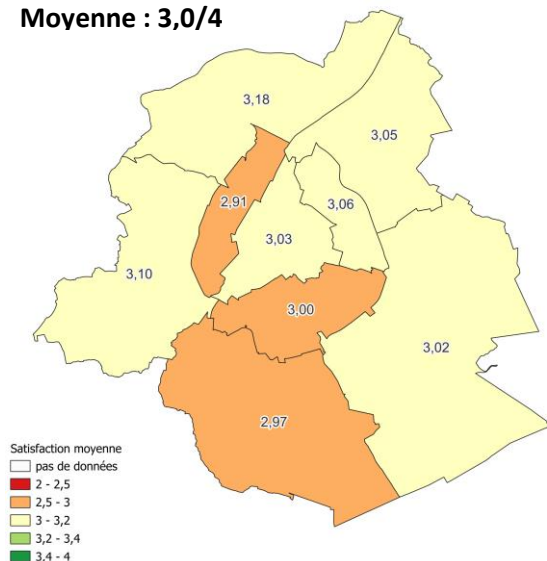 Moyenne : 3,0/4
3,18
3,05
2,91
3,06
3,03
3,10
3,00
3,02
2,97
Satisfaction moyenne
pas de données
2 - 2,5
2,5 - 3
3 - 3,2
3,2 - 3,4
3,4 - 4